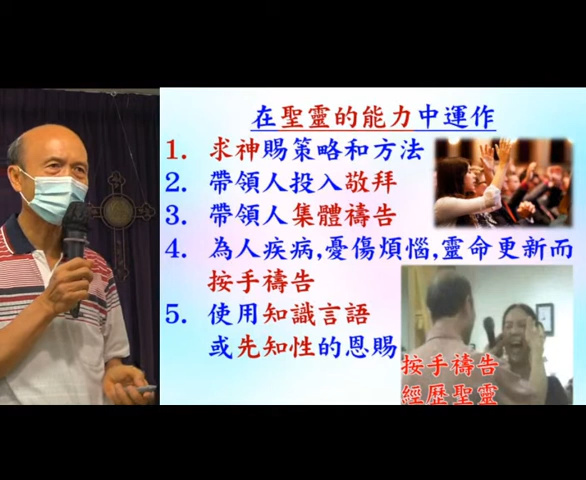 在聖靈的能力中運作
1. 求神賜策略和方法
2. 帶領人投入敬拜
3. 帶領人集體禱告
4. 為人疾病,憂傷煩惱,靈命更新而
按手禱告
5. 使用知識言語
或先知性的恩賜
按手禱告
經歷聖靈